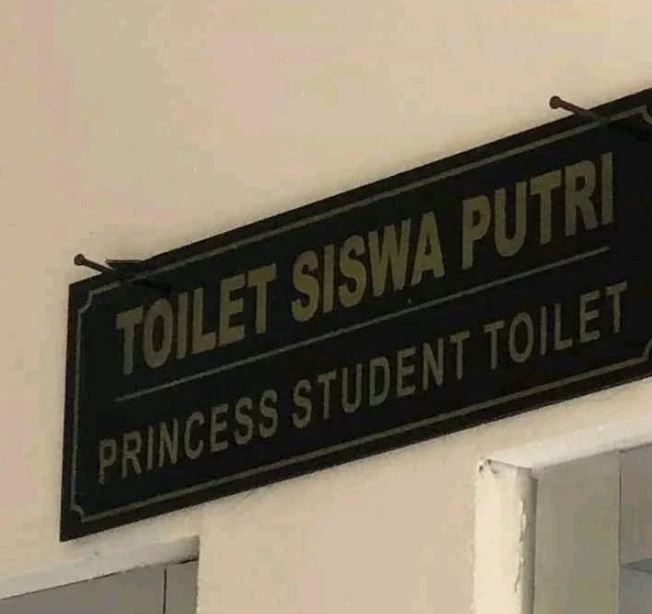 TOILET SISWA PUTRI
PRINCESS STUDENT TOILET